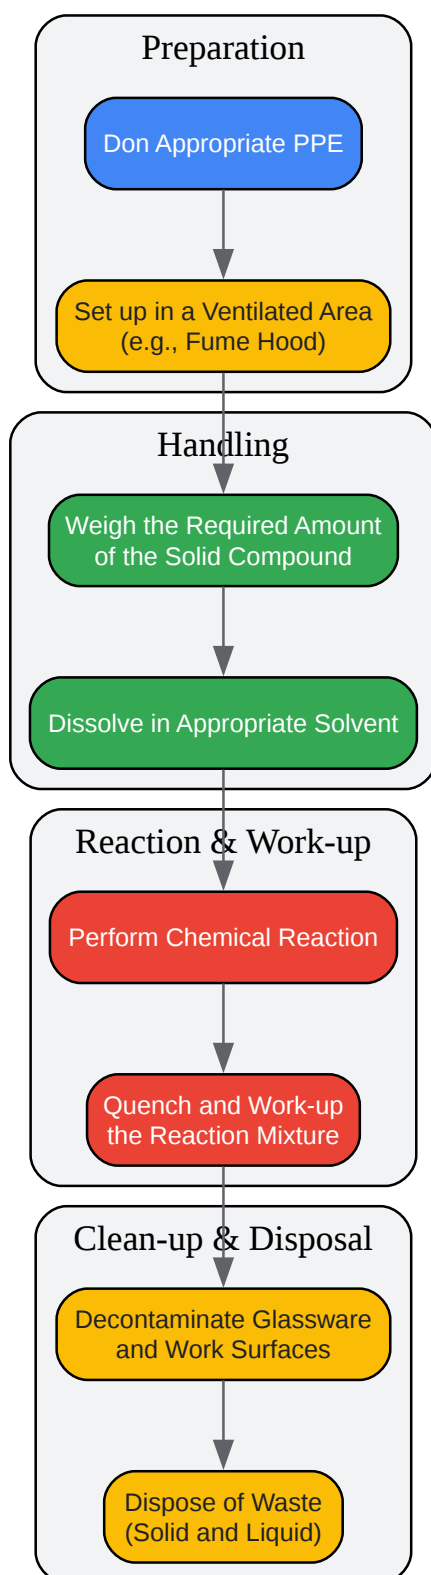 Preparation
Don Appropriate PPE
Set up in a Ventilated Area
(e.g., Fume Hood)
Handling
Weigh the Required Amount
of the Solid Compound
Dissolve in Appropriate Solvent
Reaction & Work-up
Perform Chemical Reaction
Quench and Work-up
the Reaction Mixture
Clean-up & Disposal
Decontaminate Glassware
and Work Surfaces
Dispose of Waste
(Solid and Liquid)